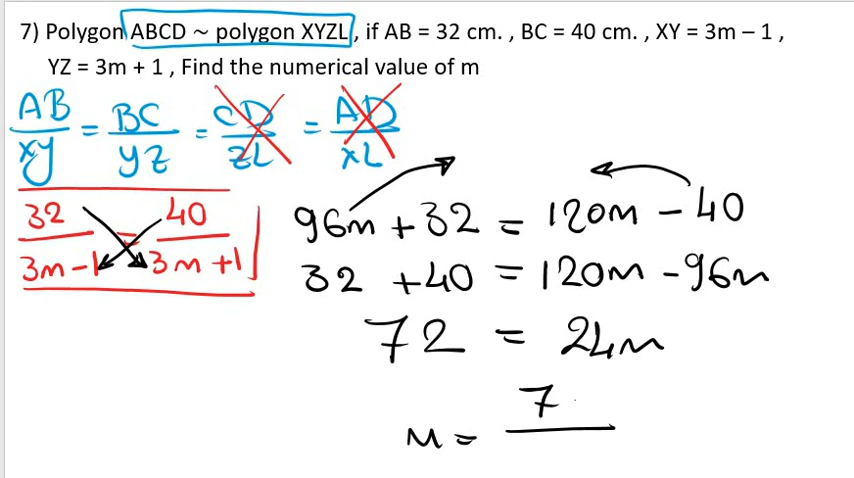 7) Polygon ABCD ~ polygon XYZL , if AB = 32 cm. , BC = 40 cm. , XY = 3m – 1 ,
YZ = 3m + 1 , Find the numerical value of m
AB/XY = BC/YZ = CD/ZL = AD/XL
32/3m-1 = 40/3m+1
96m + 32 = 120m - 40
32 + 40 = 120m - 96m
72 = 24m
7
M =